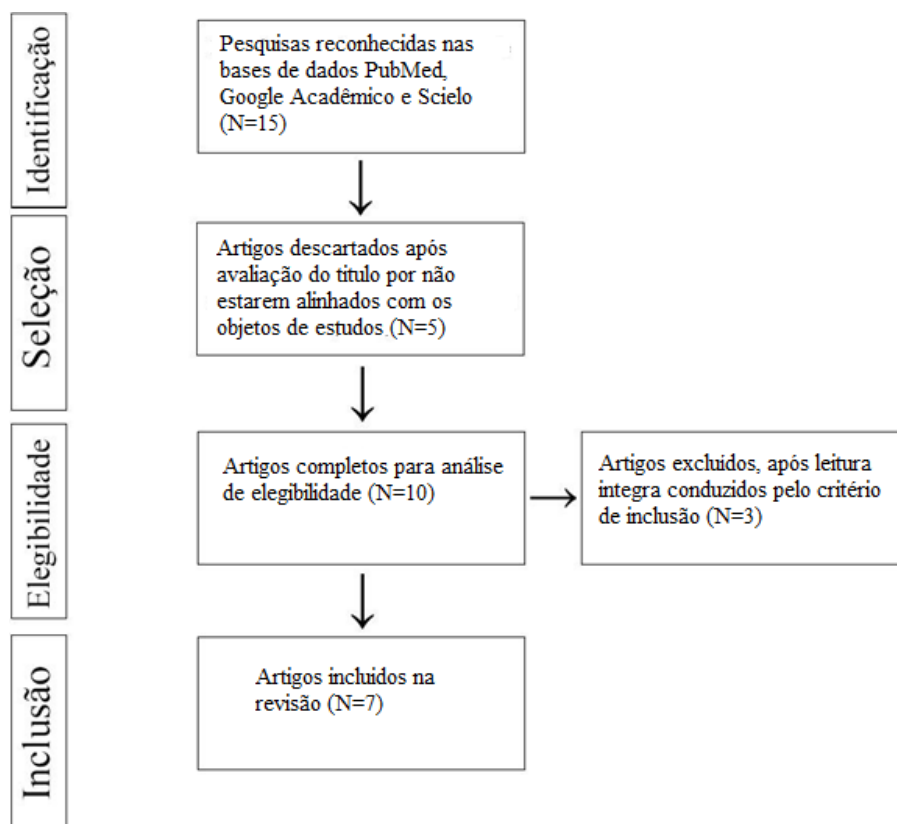 Identificação
Pesquisas reconhecidas nas
bases de dados PubMed,
Google Acadêmico e Scielo
(N=15)
Seleção
Artigos descartados após
avaliação do titulo por não
estarem alinhados com os
objetos de estudos.(N=5)
Elegibilidade
Artigos completos para análise
de elegibilidade (N=10)
Artigos excluidos, após leitura
integra conduzidos pelo critério
de inclusão (N=3)
Inclusão
Artigos incluidos na
revisão (N=7)